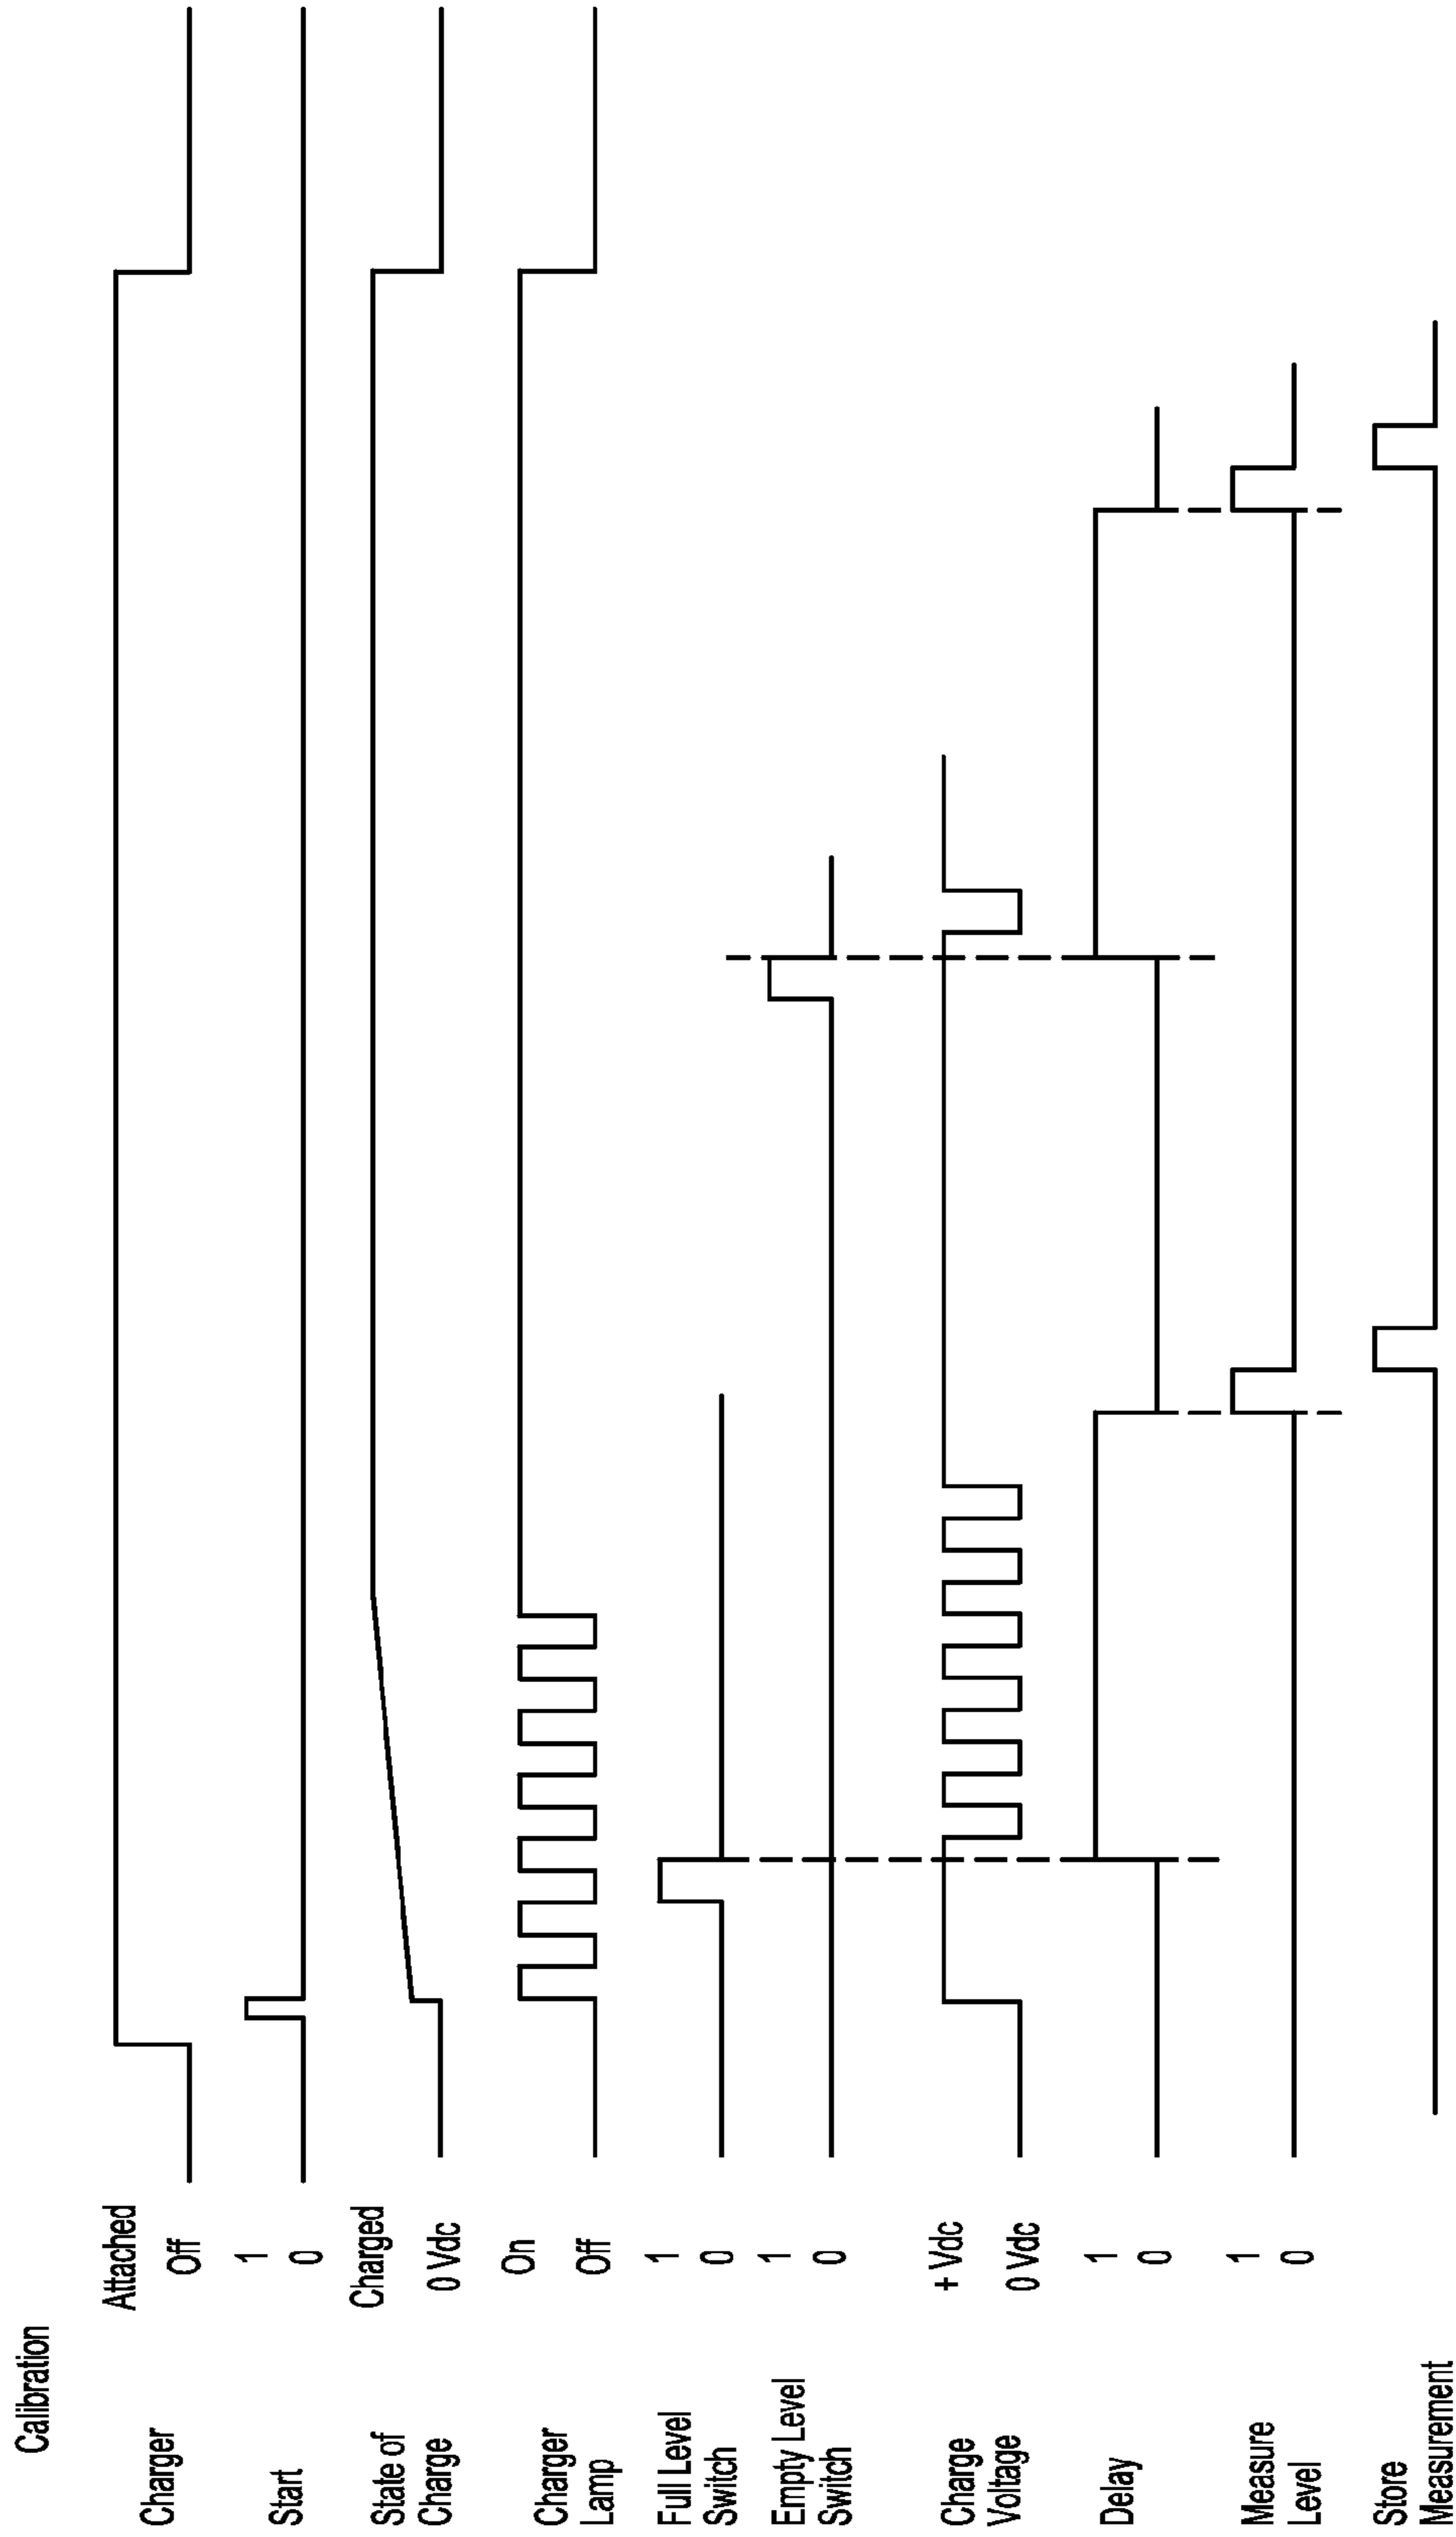 Calibration
Charger
Attached
Off
Start
1
0
State of
Charge
Charged
0 Vdc
Charger
Lamp
On
Off
Full Level
Switch
1
0
Empty Level
Switch
1
0
Charge
Voltage
+ Vdc
0 Vdc
Delay
1
0
Measure
Level
1
0
Store
Measurement